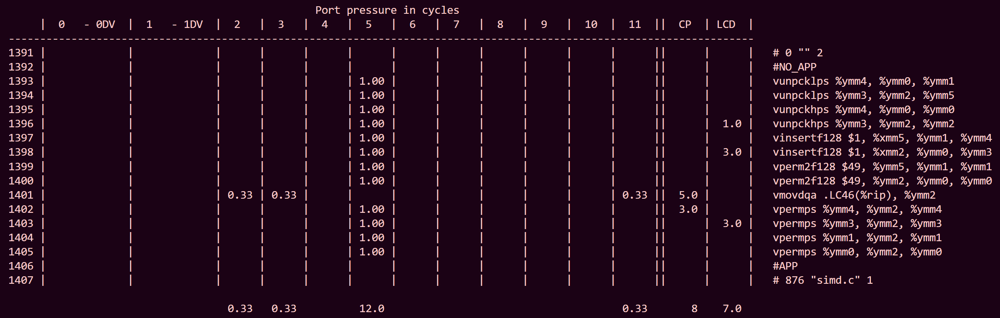 Port pressure in cycles
| 0 - 0DV | 1 - 1DV | 2 | 3 | 4 | 5 | 6 | 7 | 8 | 9 | 10 | 11 || CP | LCD |
-----------------------------------------------------------------------------------------------------------------------
1391 | | | | | | | | | | | | || | | # 0 "" 2
1392 | | | | | | | | | | | | || | | #NO_APP
1393 | | | | | | 1.00 | | | | | | || | | vunpcklps %ymm4, %ymm0, %ymm1
1394 | | | | | | 1.00 | | | | | | || | | vunpcklps %ymm3, %ymm2, %ymm5
1395 | | | | | | 1.00 | | | | | | || | | vunpckhps %ymm4, %ymm0, %ymm0
1396 | | | | | | 1.00 | | | | | | || | 1.0 | vunpckhps %ymm3, %ymm2, %ymm2
1397 | | | | | | 1.00 | | | | | | || | | vinsertf128 $1, %xmm5, %ymm1, %ymm4
1398 | | | | | | 1.00 | | | | | | || | 3.0 | vinsertf128 $1, %xmm2, %ymm0, %ymm3
1399 | | | | | | 1.00 | | | | | | || | | vperm2f128 $49, %ymm5, %ymm1, %ymm1
1400 | | | | | | 1.00 | | | | | | || | | vperm2f128 $49, %ymm2, %ymm0, %ymm0
1401 | | | 0.33 | 0.33 | | | | | | | | 0.33 || 5.0 | | vmovdqa .LC46(%rip), %ymm2
1402 | | | | | | 1.00 | | | | | | || 3.0 | | vpermps %ymm4, %ymm2, %ymm4
1403 | | | | | | 1.00 | | | | | | || | 3.0 | vpermps %ymm3, %ymm2, %ymm3
1404 | | | | | | 1.00 | | | | | | || | | vpermps %ymm1, %ymm2, %ymm1
1405 | | | | | | 1.00 | | | | | | || | | vpermps %ymm0, %ymm2, %ymm0
1406 | | | | | | | | | | | | || | | #APP
1407 | | | | | | | | | | | | || | | # 876 "simd.c" 1
0.33 0.33 12.0 0.33 8 7.0